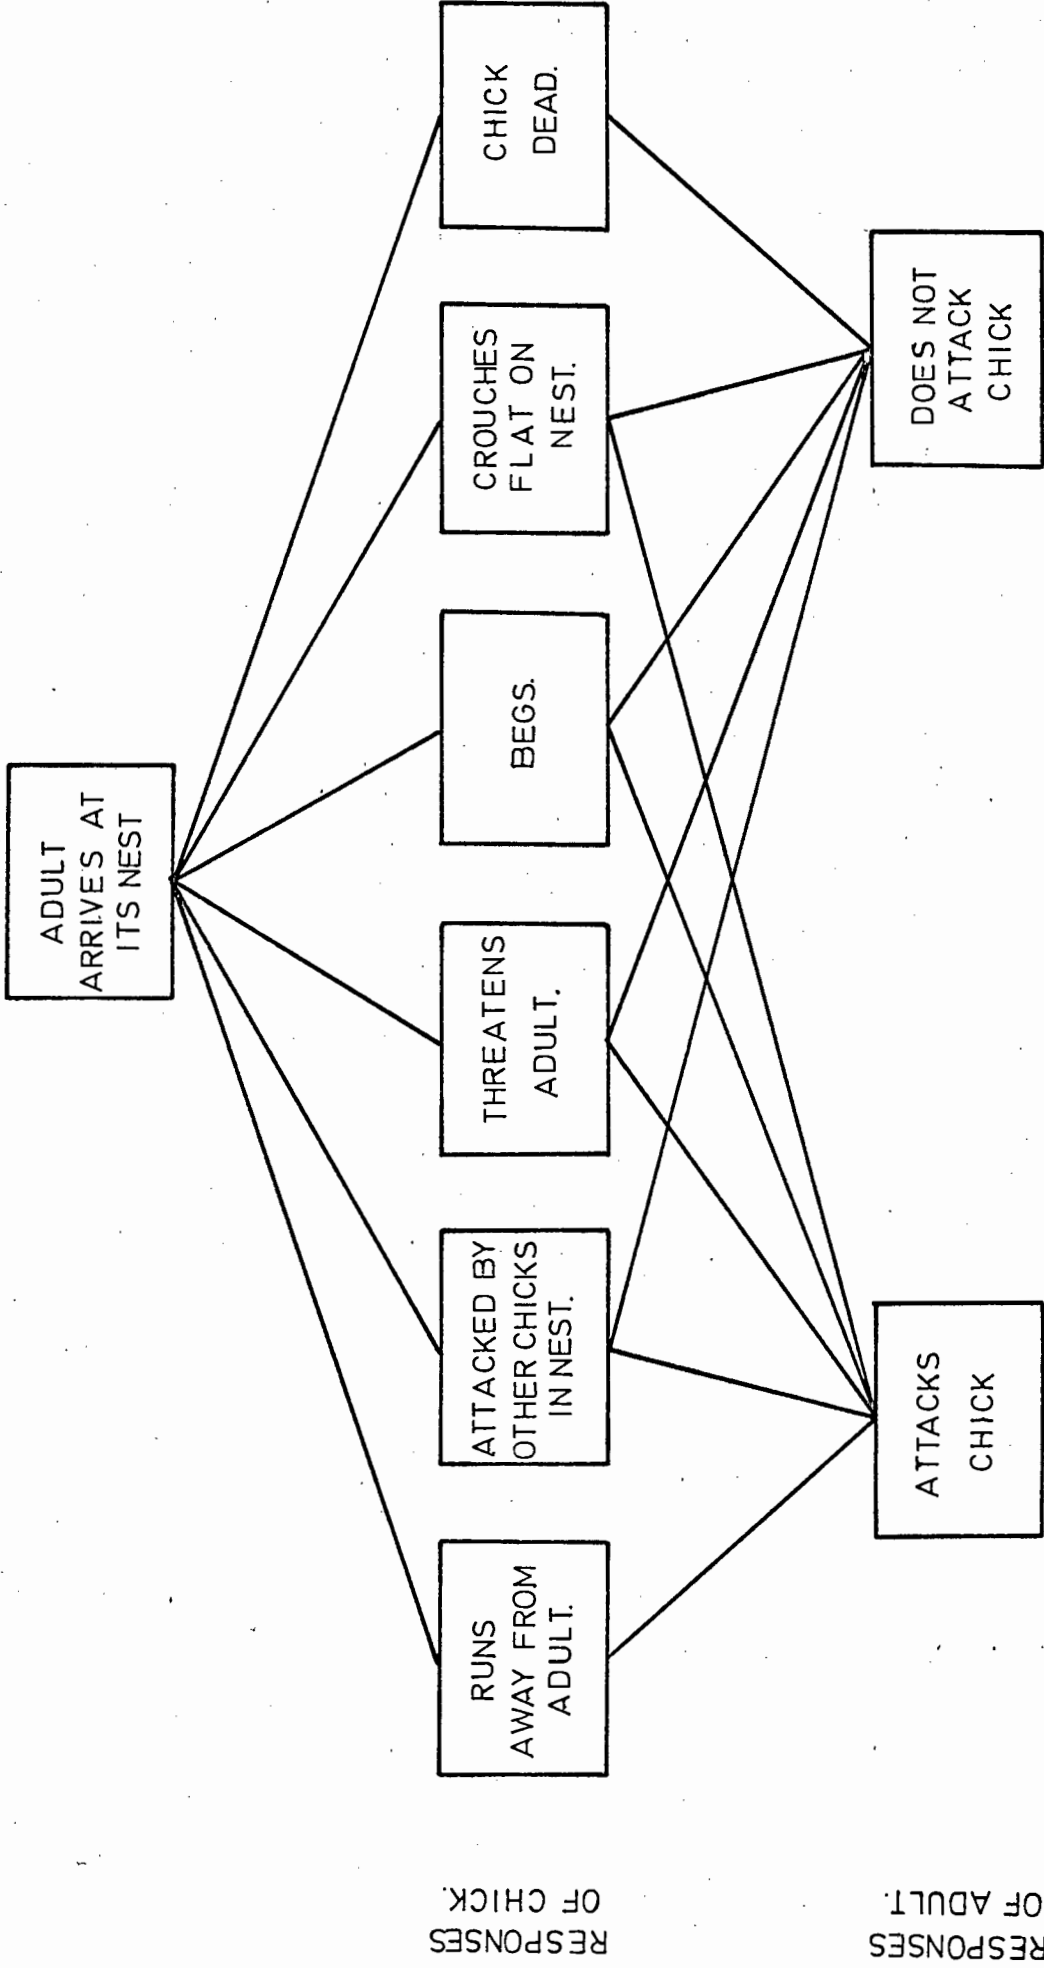 ADULT
ARRIVES AT
ITS NEST
RESPONSES
OF CHICK.
RUNS
AWAY FROM
ADULT.
ATTACKED BY
OTHER CHICKS
IN NEST.
THREATENS
ADULT.
BEGS.
CROUCHES
FLAT ON
NEST.
CHICK
DEAD.
RESPONSES
OF ADULT.
ATTACKS
CHICK
DOES NOT
ATTACK
CHICK